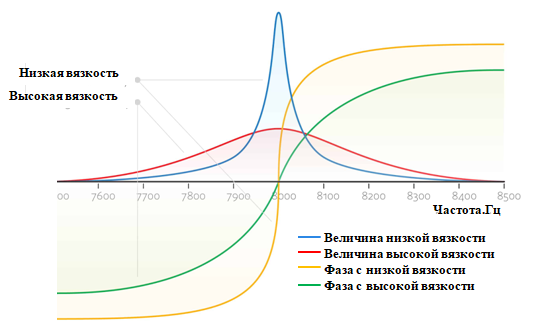 Низкая вязкость
Высокая вязкость
00 7600 7700 7800 7900 8000 8100 8200 8300 8400 8500
Частота.Гц
Величина низкой вязкости
Величина высокой вязкости
Фаза с низкой вязкости
Фаза с высокой вязкости